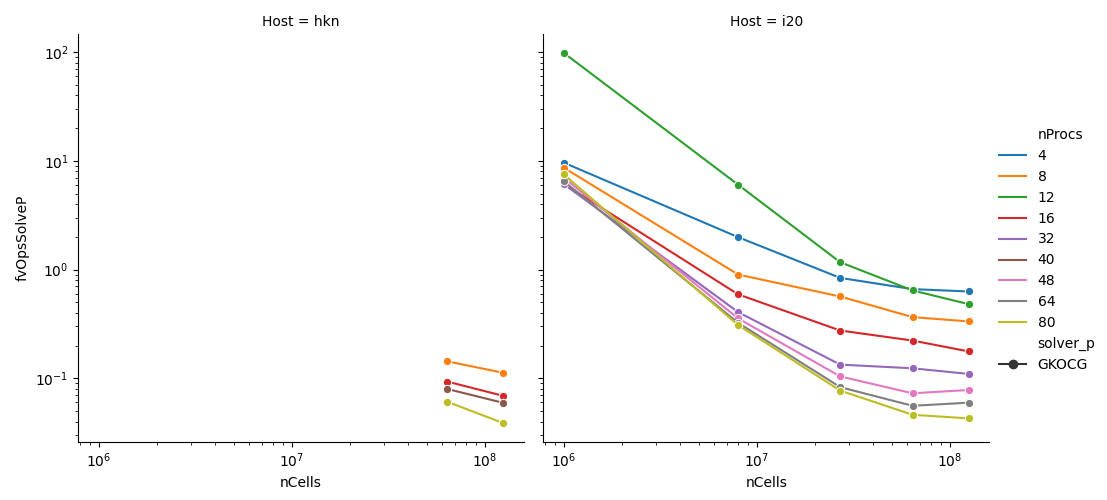 Host = hkn
Host = i20
10²
10¹
10⁰
10⁻¹
fvOpsSolveP
10⁶
10⁷
10⁸
nCells
10⁶
10⁷
10⁸
nCells
nProcs
4
8
12
16
32
40
48
64
80
solver_p
GKOCG